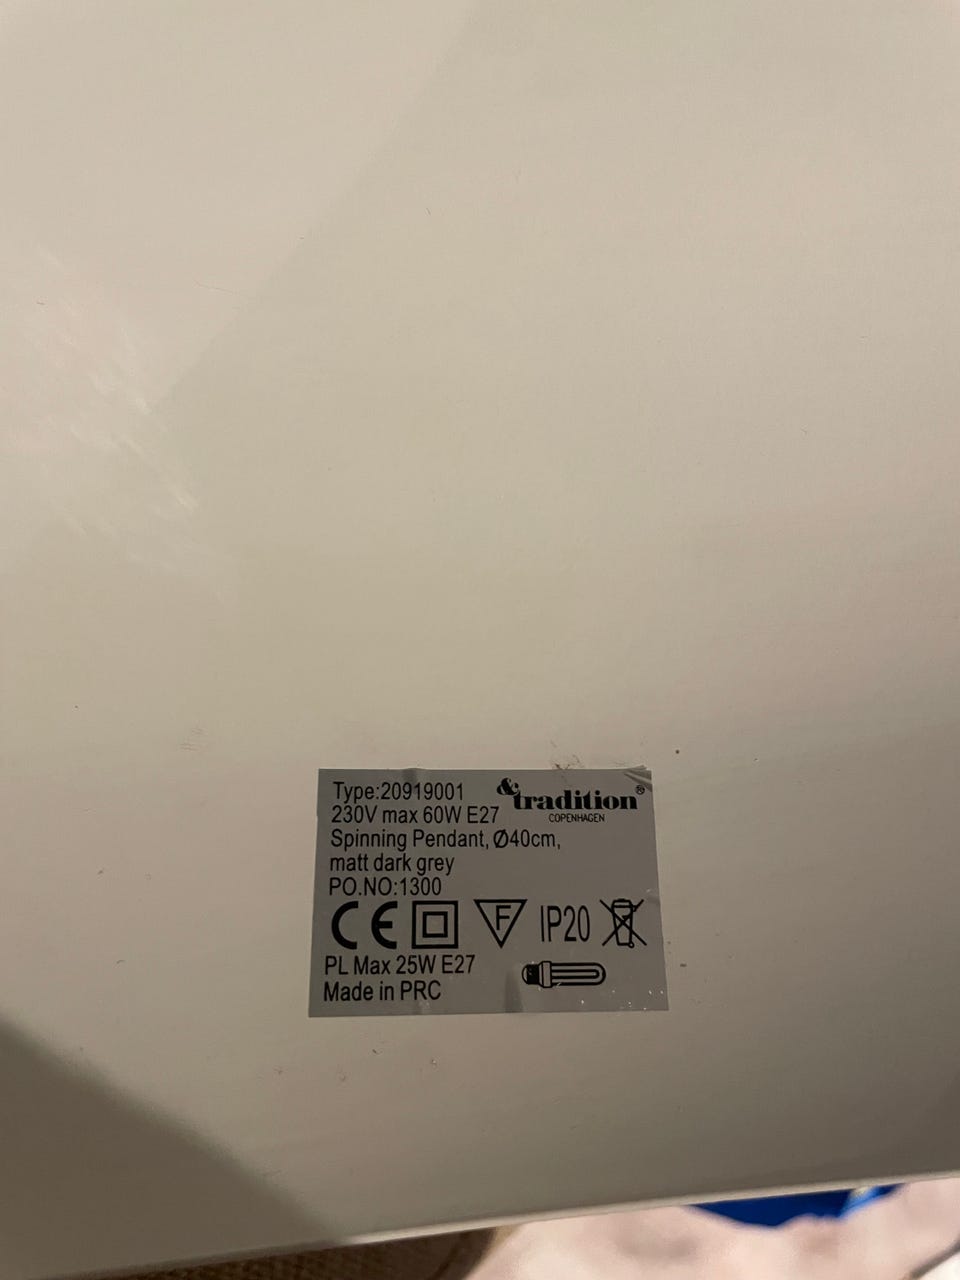 Type:20919001
&tradition®
COPENHAGEN
230V max 60W E27
Spinning Pendant, Ø40cm,
matt dark grey
PO.NO:1300
CE F IP20
PL Max 25W E27
Made in PRC